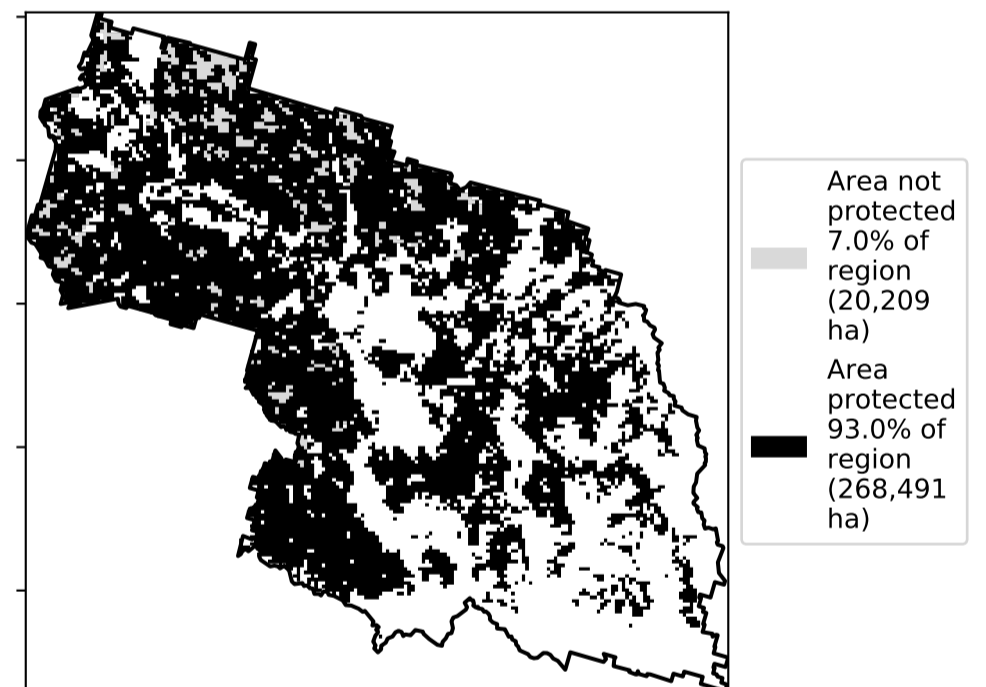 Area not
protected
7.0% of
region
(20,209
ha)
Area
protected
93.0% of
region
(268,491
ha)